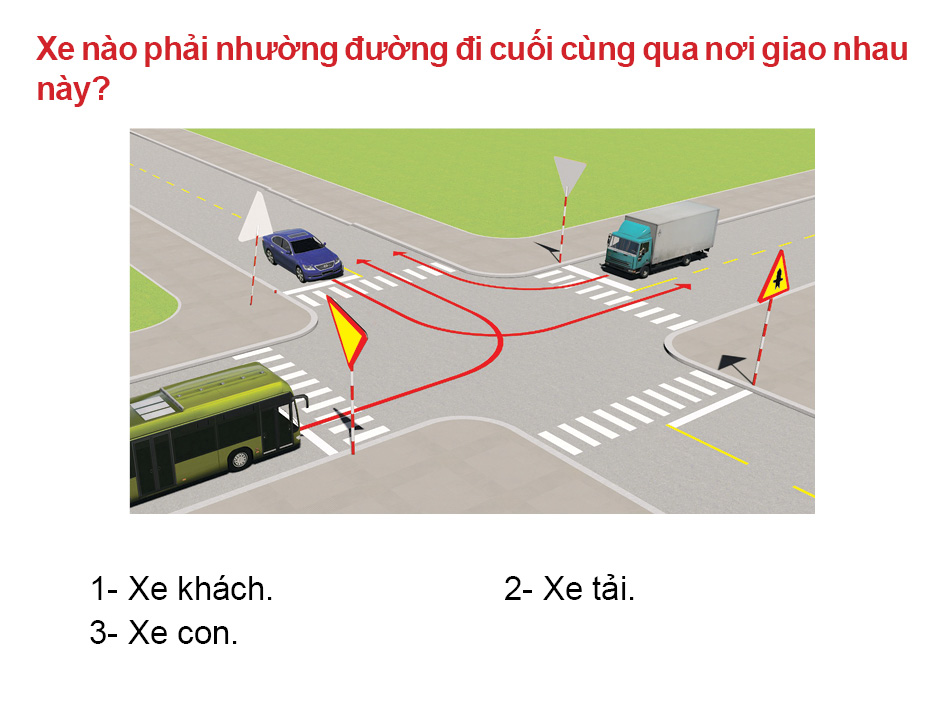 Xe nào phải nhường đường đi cuối cùng qua nơi giao nhau
này?
1- Xe khách. 2- Xe tải.
3- Xe con.